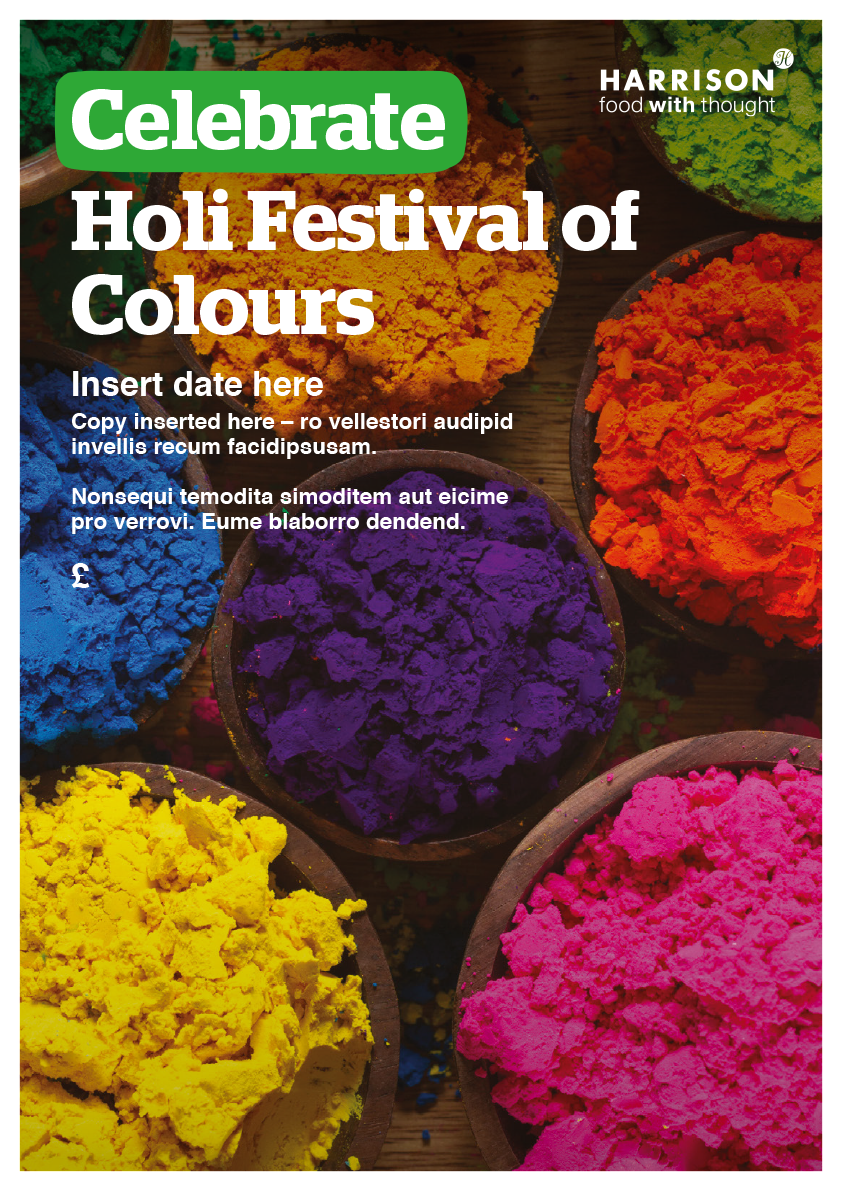 Celebrate
H
HARRISON
food with thought
Holi Festival of
Colours
Insert date here
Copy inserted here – ro vellestori audipid
invellis recum facidipsusam.
Nonsequi temodita simoditem aut eicime
pro verrovi. Eume blaborro dendend.
£